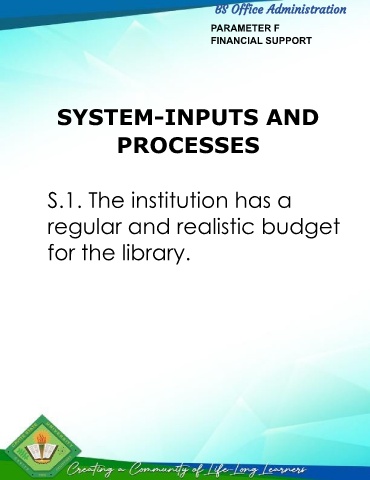 BS Office Administration
PARAMETER F
FINANCIAL SUPPORT
SYSTEM-INPUTS AND
PROCESSES
S.1. The institution has a
regular and realistic budget
for the library.
Creating a Community of Life-Long Learners